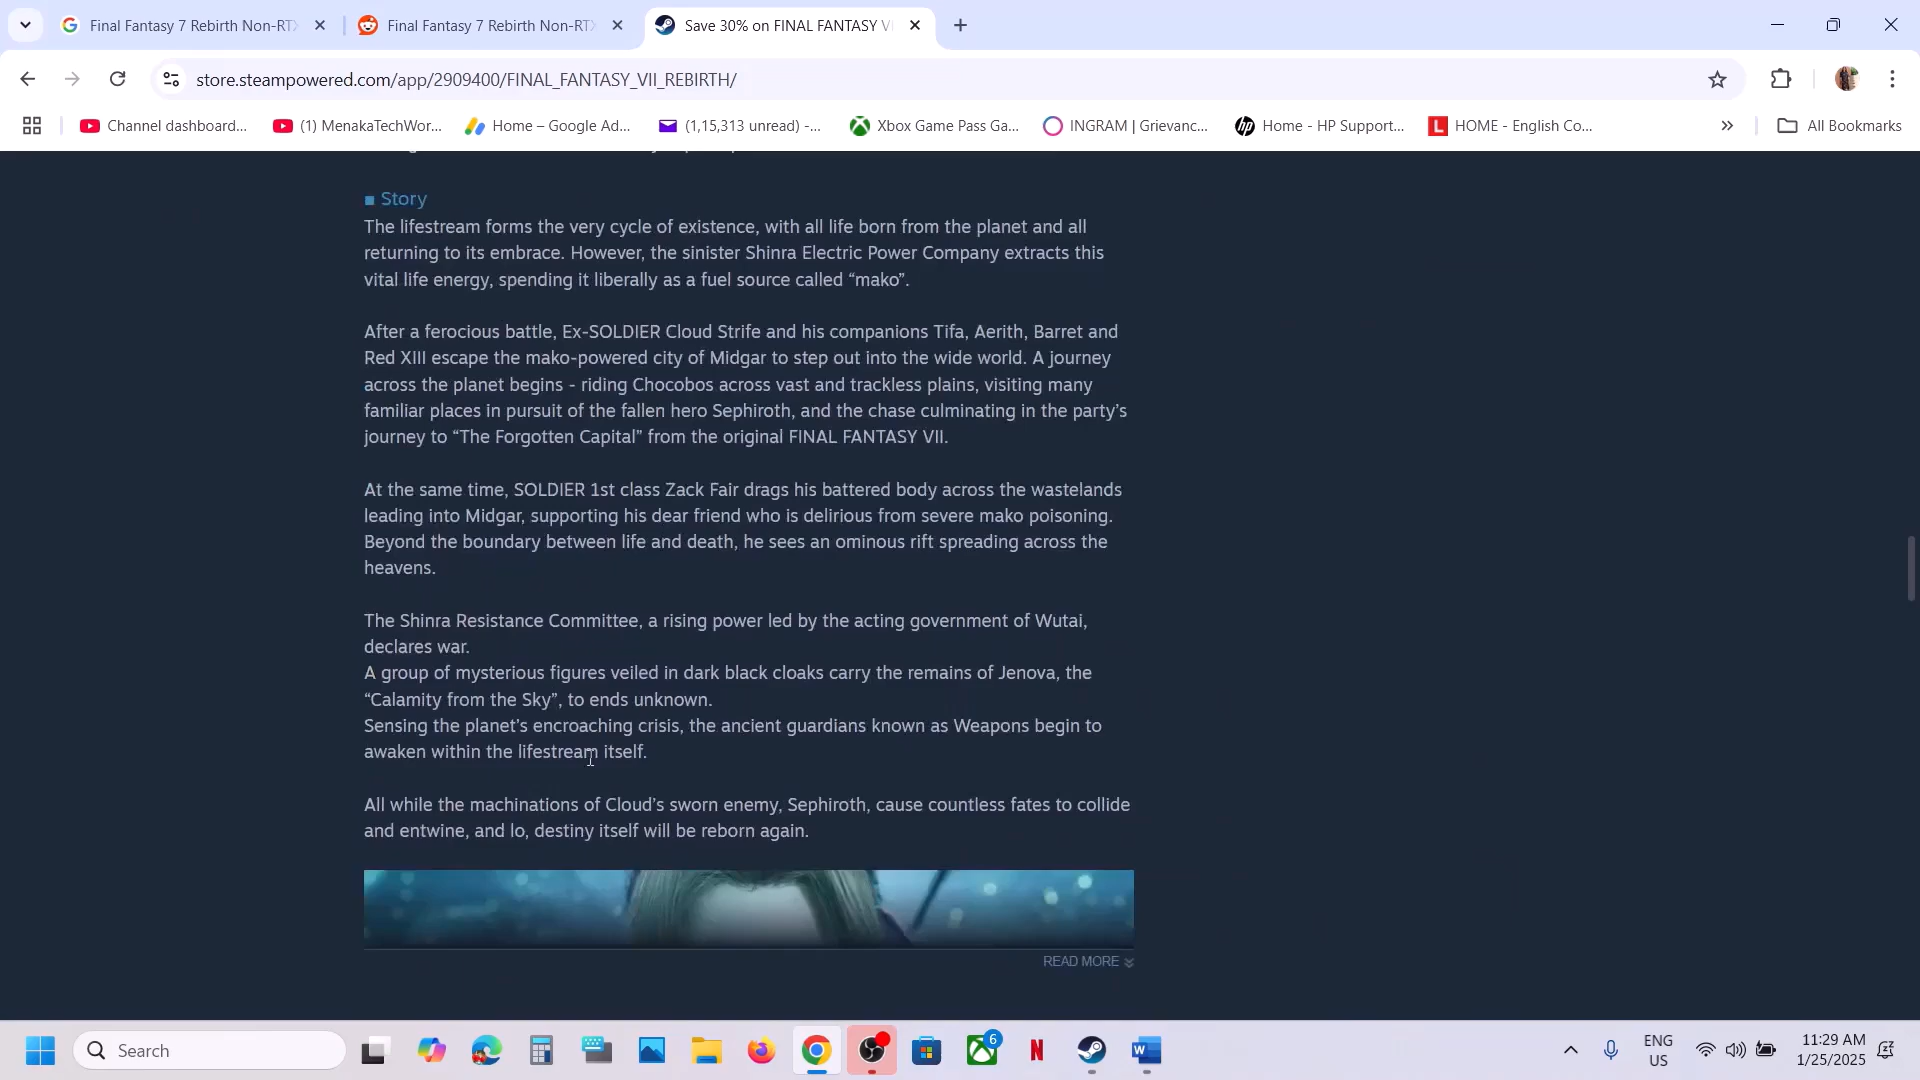 Final Fantasy 7 Rebirth Non-RTX
Final Fantasy 7 Rebirth Non-RTX
Save 30% on FINAL FANTASY V
store.steampowered.com/app/2909400/FINAL_FANTASY_VII_REBIRTH/
Channel dashboard...
(1) MenakaTechWor...
Home – Google Ad...
(1,15,313 unread) -...
Xbox Game Pass Ga...
INGRAM | Grievanc...
Home - HP Support...
HOME - English Co...
All Bookmarks
Story
The lifestream forms the very cycle of existence, with all life born from the planet and all
returning to its embrace. However, the sinister Shinra Electric Power Company extracts this
vital life energy, spending it liberally as a fuel source called “mako”.
After a ferocious battle, Ex-SOLDIER Cloud Strife and his companions Tifa, Aerith, Barret and
Red XIII escape the mako-powered city of Midgar to step out into the wide world. A journey
across the planet begins - riding Chocobos across vast and trackless plains, visiting many
familiar places in pursuit of the fallen hero Sephiroth, and the chase culminating in the party’s
journey to “The Forgotten Capital” from the original FINAL FANTASY VII.
At the same time, SOLDIER 1st class Zack Fair drags his battered body across the wastelands
leading into Midgar, supporting his dear friend who is delirious from severe mako poisoning.
Beyond the boundary between life and death, he sees an ominous rift spreading across the
heavens.
The Shinra Resistance Committee, a rising power led by the acting government of Wutai,
declares war.
A group of mysterious figures veiled in dark black cloaks carry the remains of Jenova, the
“Calamity from the Sky”, to ends unknown.
Sensing the planet’s encroaching crisis, the ancient guardians known as Weapons begin to
awaken within the lifestream itself.
All while the machinations of Cloud’s sworn enemy, Sephiroth, cause countless fates to collide
and entwine, and lo, destiny itself will be reborn again.
READ MORE
Search
6
ENG
US
11:29 AM
1/25/2025